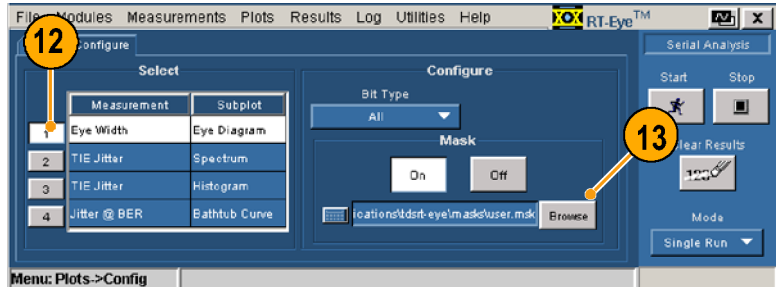 File Modules Measurements Plots Results Log Utilities Help RT-Eye™ X
12
Configure
Serial Analysis
Select
Configure
Start Stop
Measurement Subplot
Bit Type
All
1 Eye Width Eye Diagram
Mask
13
Clear Results
2 TIE Jitter Spectrum
On Off
3 TIE Jitter Histogram
4 Jitter @ BER Bathtub Curve
ications\tdsrt-eye\masks\user.msk Browse
Mode
Single Run
Menu: Plots->Config